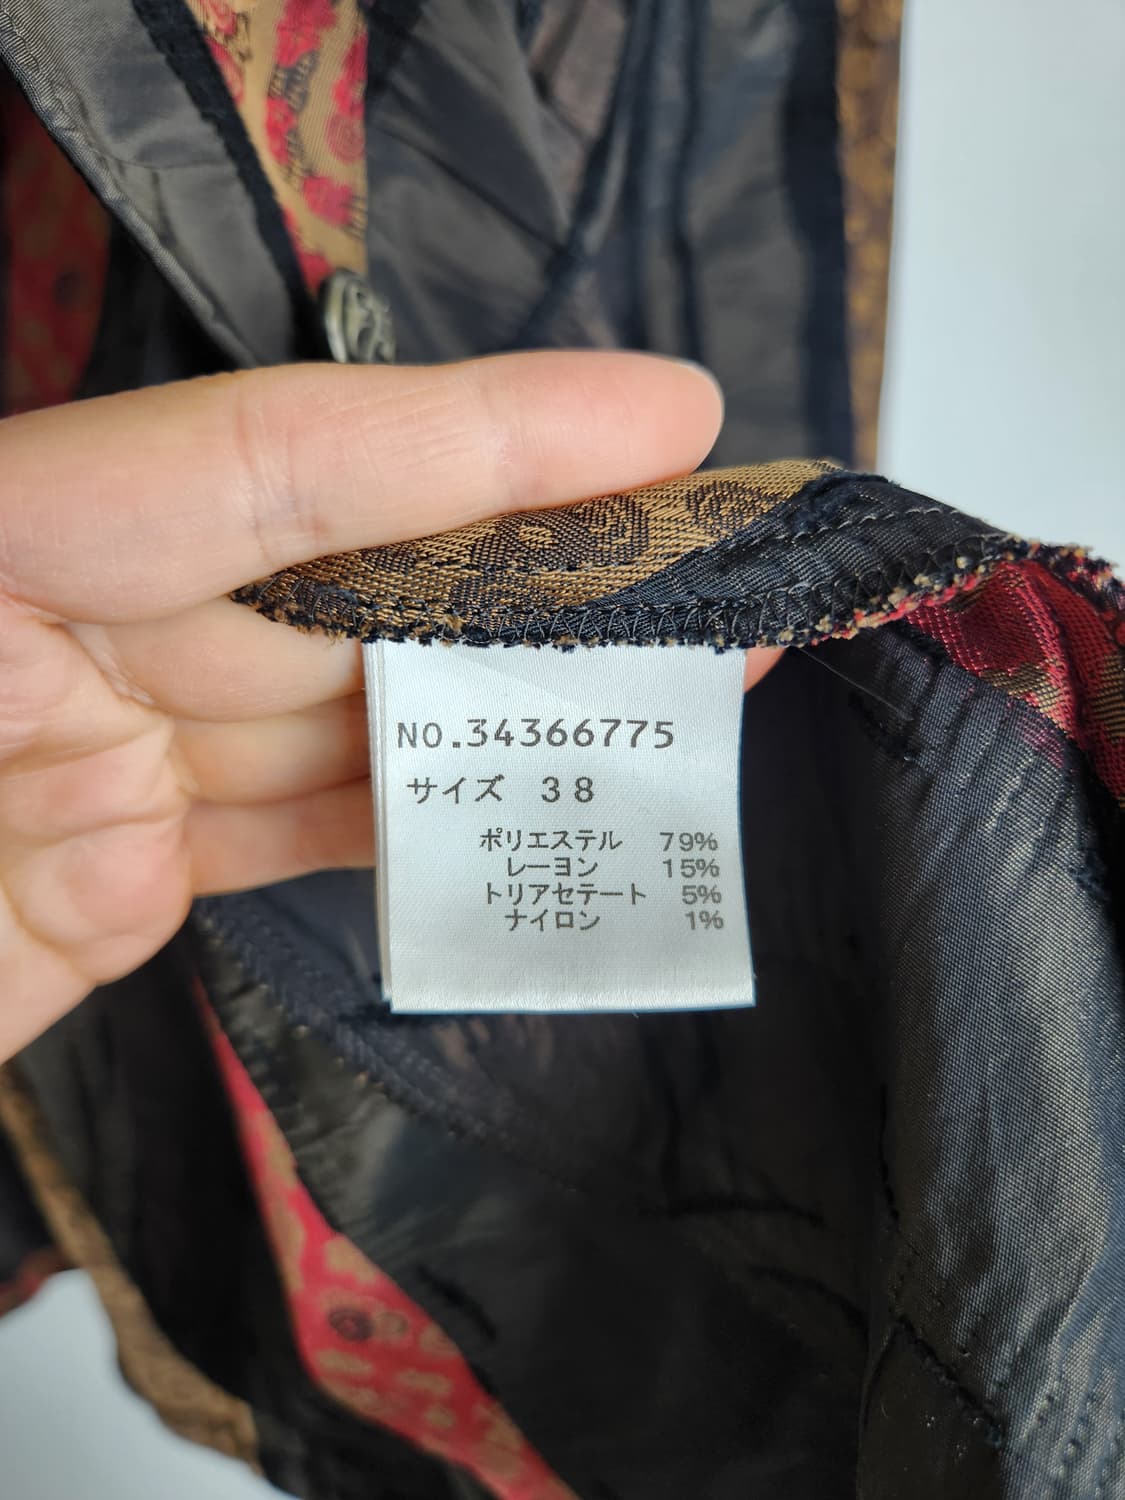 NO.34366775
サイズ 38
ポリエステル 79%
レーヨン 15%
トリアセテート 5%
ナイロン 1%